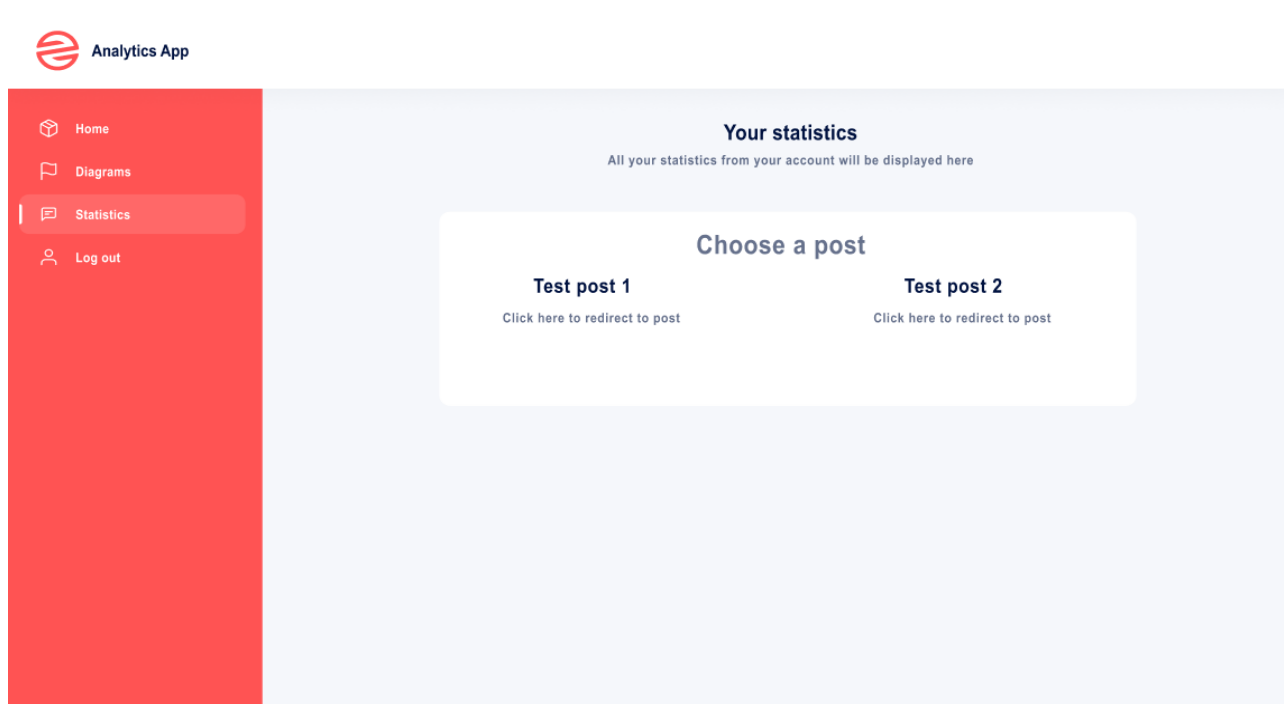 Analytics App
Home
Diagrams
Statistics
Log out
Your statistics
All your statistics from your account will be displayed here
Choose a post
Test post 1
Click here to redirect to post
Test post 2
Click here to redirect to post